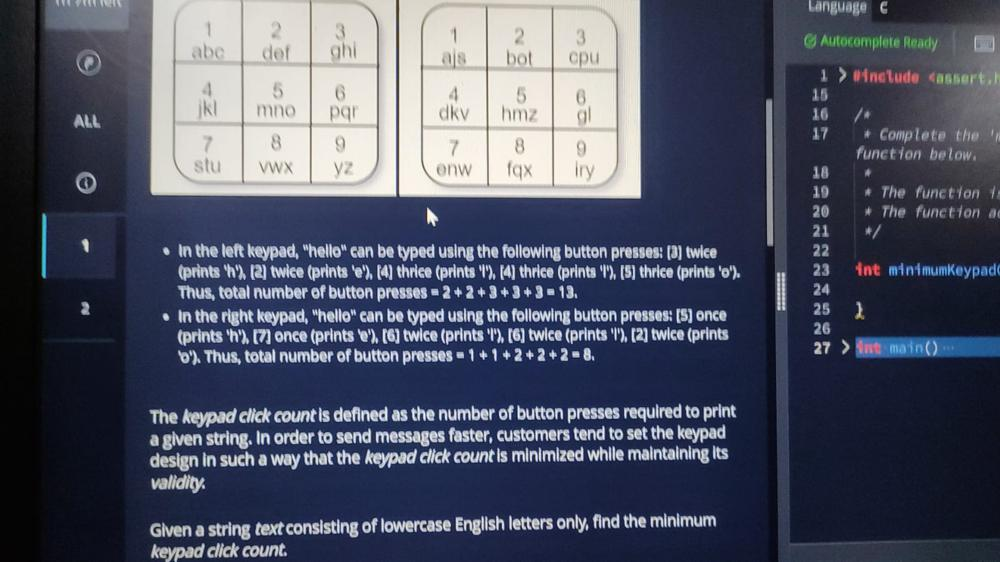 Language C
Autocomplete Ready
ALL
1
2
1 2 3
abc def ghi
4 5 6
jkl mno pqr
7 8 9
stu vwx yz
1 2 3
ajs bot cpu
4 5 6
dkv hmz gl
7 8 9
enw fqx iry
• In the left keypad, "hello" can be typed using the following button presses: [3] twice
(prints 'h'), [2] twice (prints 'e'), [4] thrice (prints 'l'), [4] thrice (prints 'l'), [5] thrice (prints 'o').
Thus, total number of button presses = 2 + 2 + 3 + 3 + 3 = 13.
• In the right keypad, "hello" can be typed using the following button presses: [5] once
(prints 'h'), [7] once (prints 'e'), [6] twice (prints 'l'), [6] twice (prints 'l'), [2] twice (prints
'o'). Thus, total number of button presses = 1 + 1 + 2 + 2 + 2 = 8.
The keypad click count is defined as the number of button presses required to print
a given string. In order to send messages faster, customers tend to set the keypad
design in such a way that the keypad click count is minimized while maintaining its
validity.
Given a string text consisting of lowercase English letters only, find the minimum
keypad click count.
1 #include <assert.h
15
16 /*
17 * Complete the 'm
function below.
18 *
19 * The function is
20 * The function ac
21 */
22
23 int minimumKeypadC
24
25 }
26
27 int main() ...